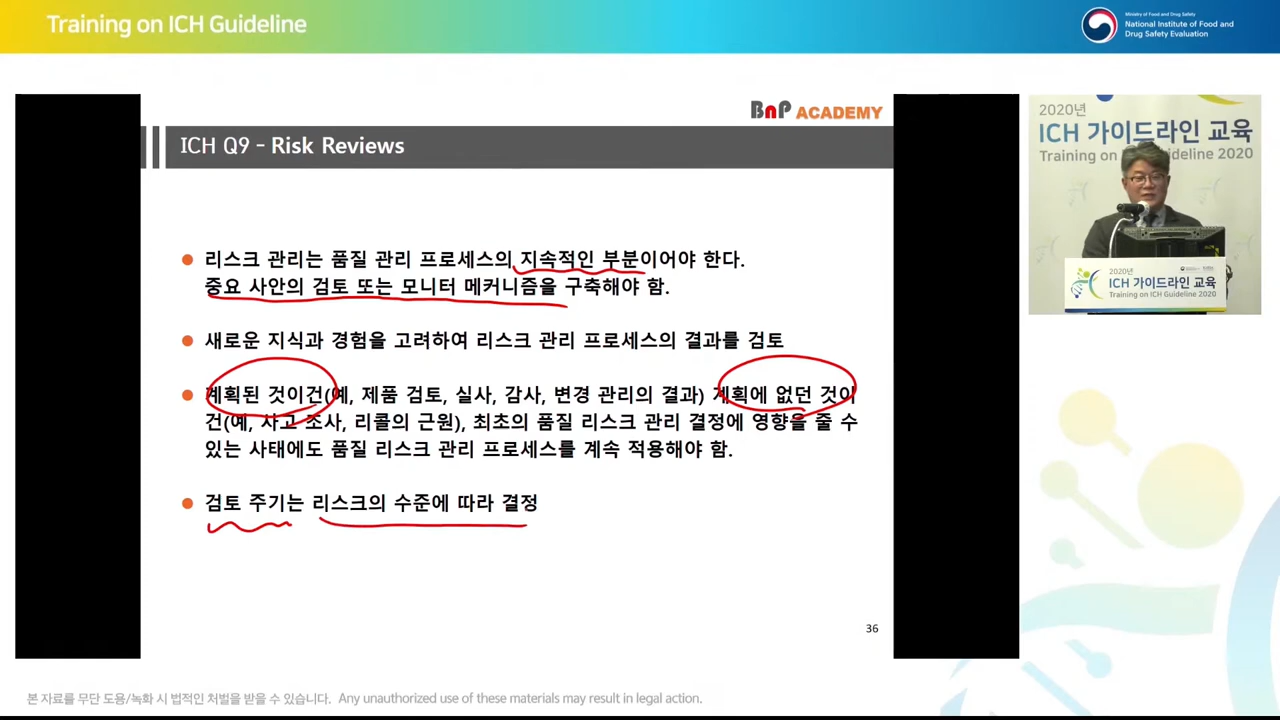 Training on ICH Guideline
Ministry of Food and Drug Safety
National Institute of Food and
Drug Safety Evaluation
BnP ACADEMY
ICH Q9 - Risk Reviews
리스크 관리는 품질 관리 프로세스의 지속적인 부분이어야 한다.
중요 사안의 검토 또는 모니터 메커니즘을 구축해야 함.
새로운 지식과 경험을 고려하여 리스크 관리 프로세스의 결과를 검토
계획된 것이건(예, 제품 검토, 실사, 감사, 변경 관리의 결과) 계획에 없던 것이
건(예, 사고 조사, 리콜의 근원), 최초의 품질 리스크 관리 결정에 영향을 줄 수
있는 사태에도 품질 리스크 관리 프로세스를 계속 적용해야 함.
검토 주기는 리스크의 수준에 따라 결정
36
2020년
ICH 가이드라인 교육
Training on Guideline 2020
2020년
ICH 가이드라인 교육
Training on ICH Guideline 2020
본 자료를 무단 도용/녹화 시 법적인 처벌을 받을 수 있습니다. Any unauthorized use of these materials may result in legal action.